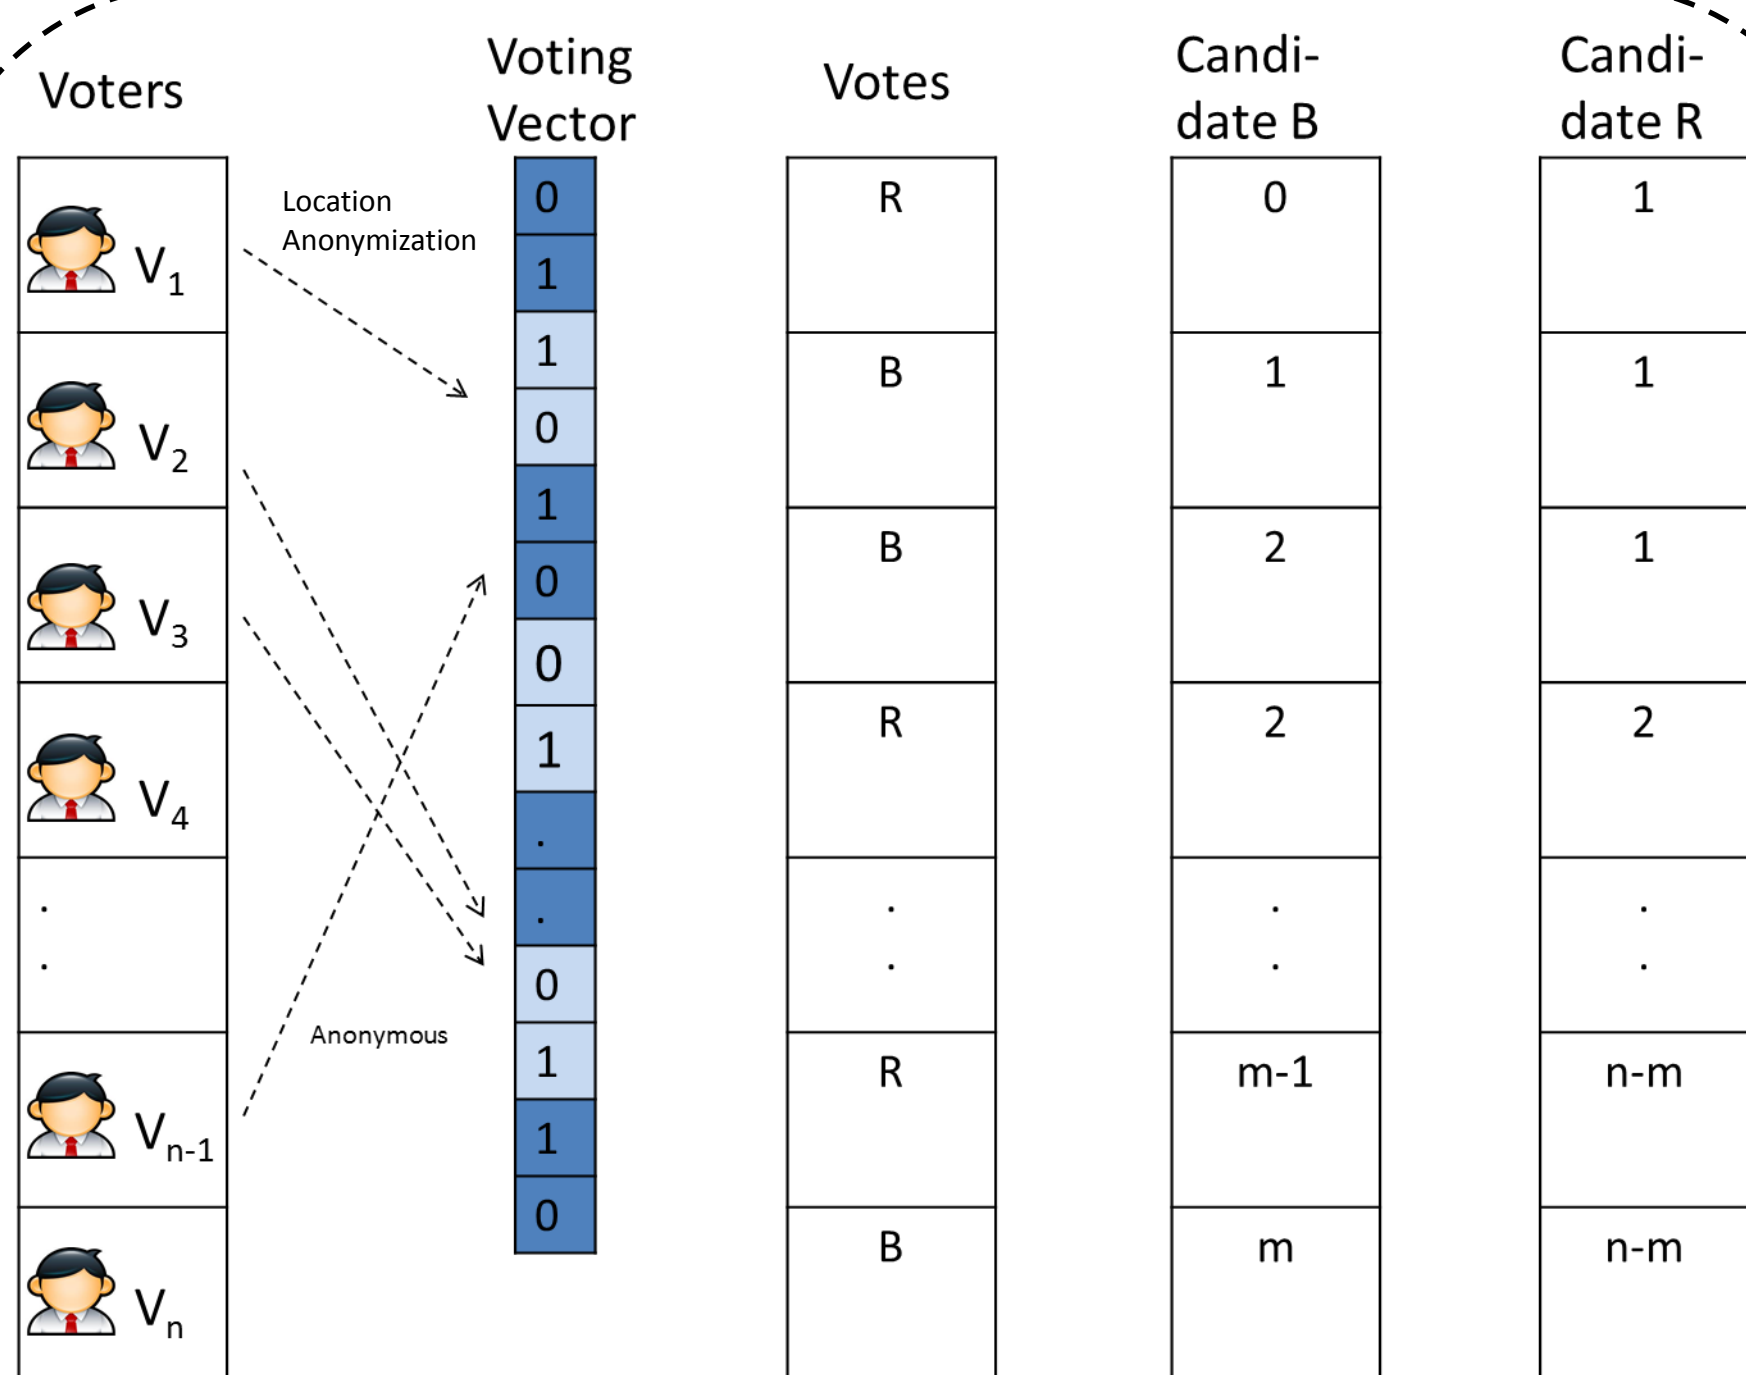 Voters
Voting
Vector
Votes
Candi-
date B
Candi-
date R
V1
V2
V3
V4
.
.
Vn-1
Vn
Location
Anonymization
Anonymous
0
1
1
0
1
0
0
1
.
.
0
1
1
0
R
B
B
R
.
.
R
B
0
1
2
2
.
.
m-1
m
1
1
1
2
.
.
n-m
n-m